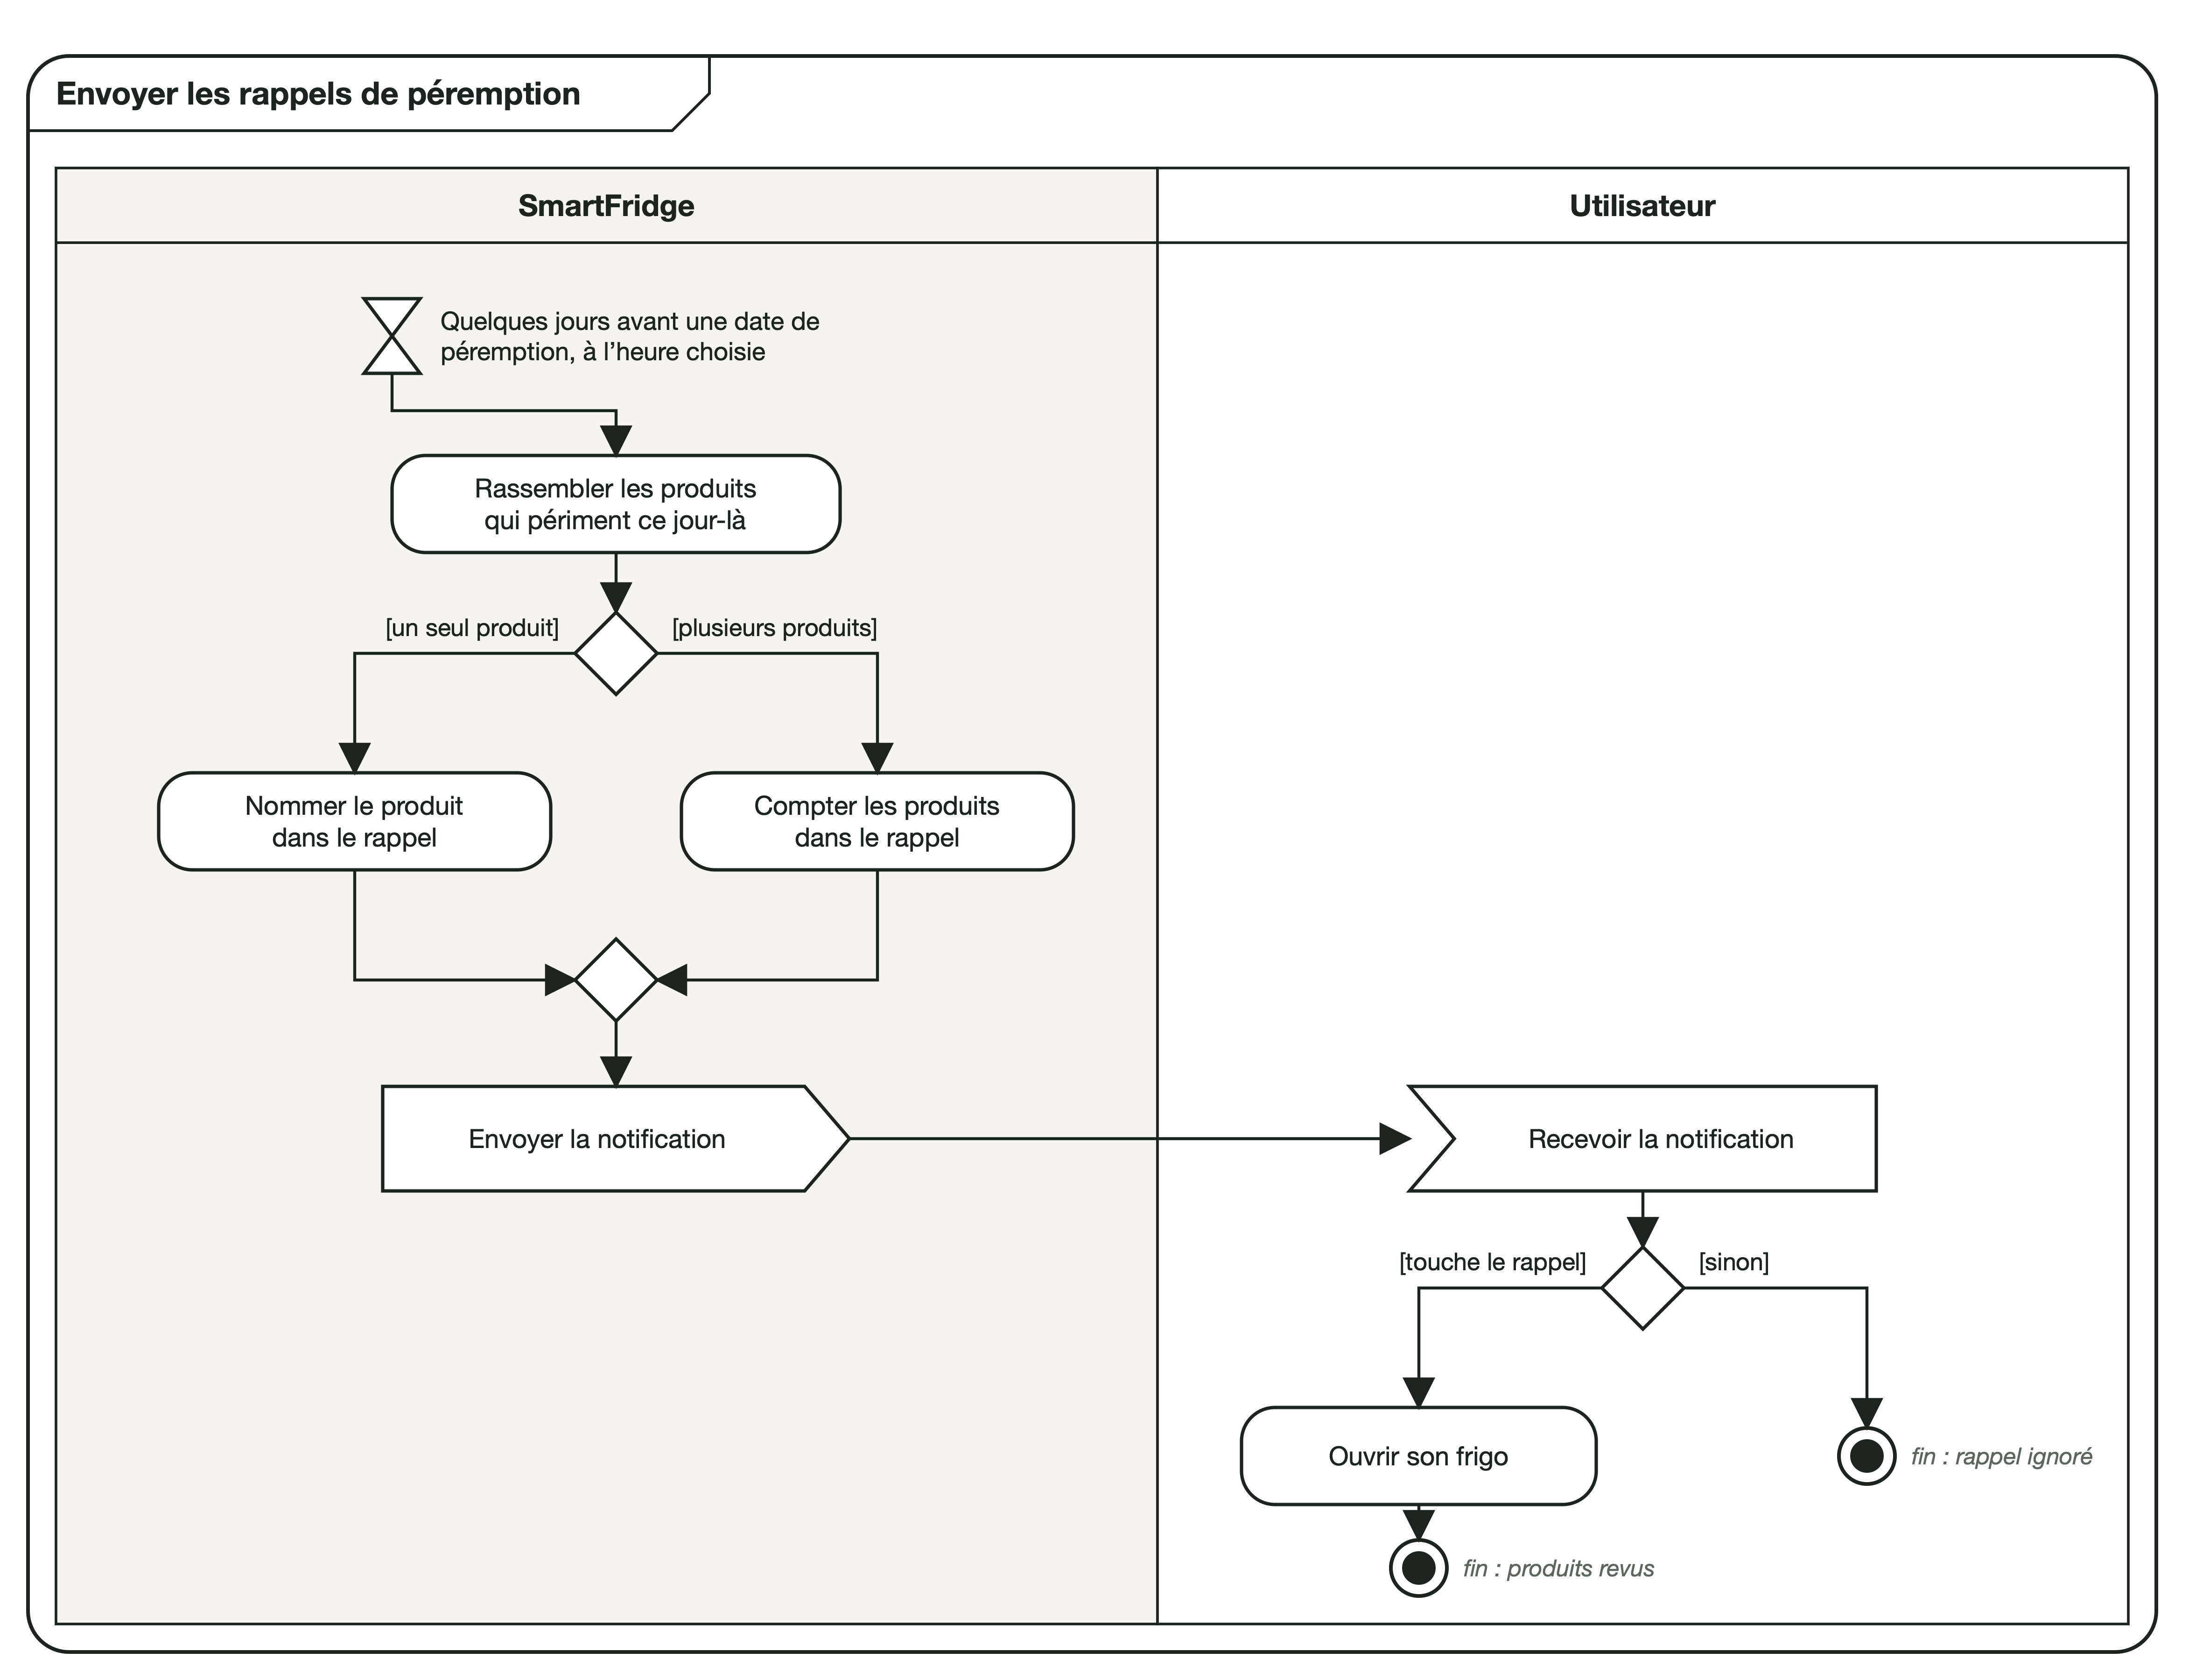 Envoyer les rappels de péremption
SmartFridge
Utilisateur
Quelques jours avant une date de
péremption, à l’heure choisie
Rassembler les produits
qui périment ce jour-là
[un seul produit]
[plusieurs produits]
Nommer le produit
dans le rappel
Compter les produits
dans le rappel
Envoyer la notification
Recevoir la notification
[touche le rappel]
[sinon]
Ouvrir son frigo
fin : rappel ignoré
fin : produits revus